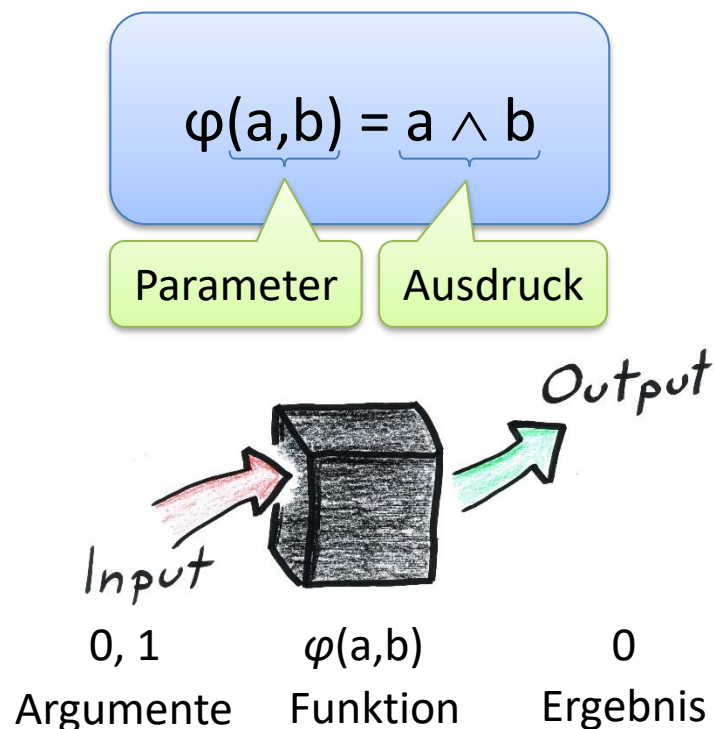 φ(a,b) = a ∧ b
Parameter Ausdruck
Output
Input
0, 1 φ(a,b) 0
Argumente Funktion Ergebnis